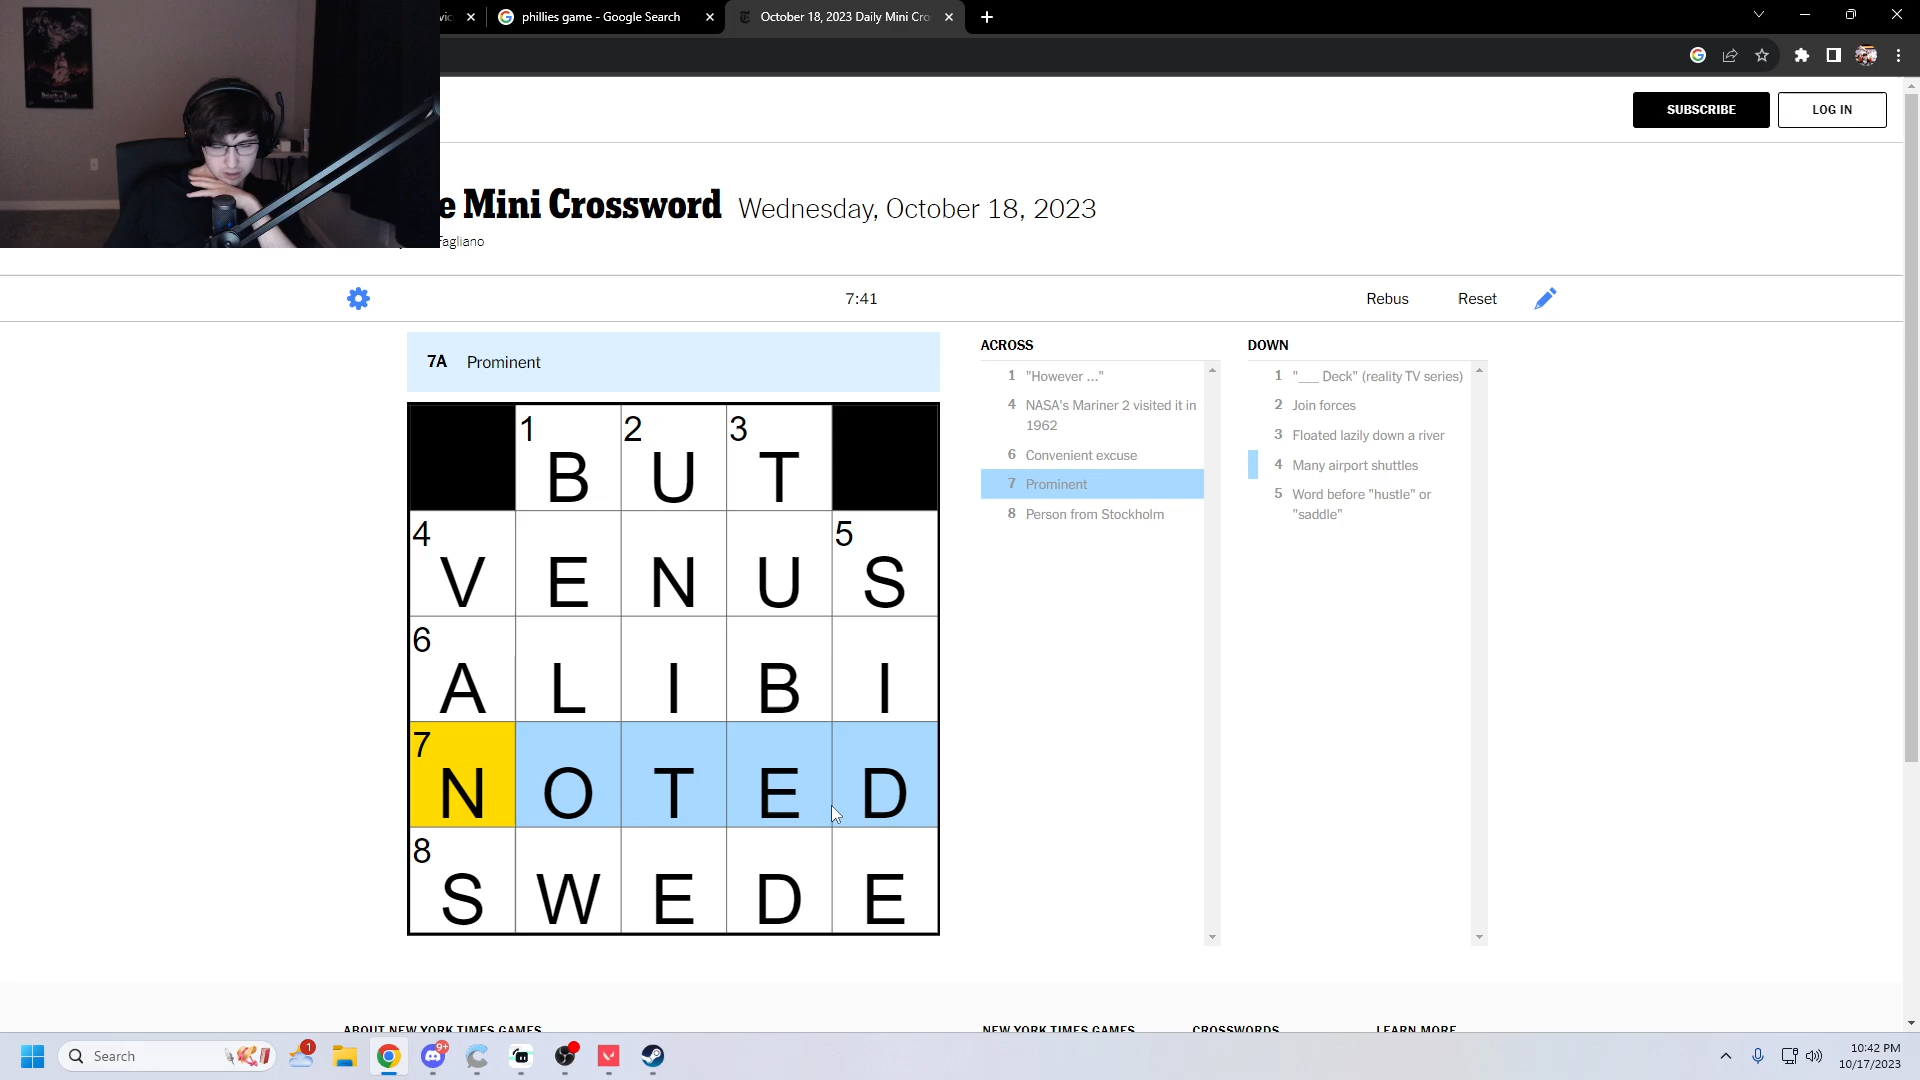 vic
phillies game - Google Search
October 18, 2023 Daily Mini Cro
SUBSCRIBE
LOG IN
e Mini Crossword Wednesday, October 18, 2023
Fagliano
7:41
Rebus
Reset
7A Prominent
1 B
2 U
3 T
4 V E N U 5 S
6 A L I B I
7 N O T E D
8 S W E D E
ACROSS
1 "However ..."
4 NASA's Mariner 2 visited it in
1962
6 Convenient excuse
7 Prominent
8 Person from Stockholm
DOWN
1 "___ Deck" (reality TV series)
2 Join forces
3 Floated lazily down a river
4 Many airport shuttles
5 Word before "hustle" or
"saddle"
ABOUT NEW YORK TIMES GAMES
NEW YORK TIMES GAMES
CROSSWORDS
LEARN MORE
Search
1
9+
10:42 PM
10/17/2023